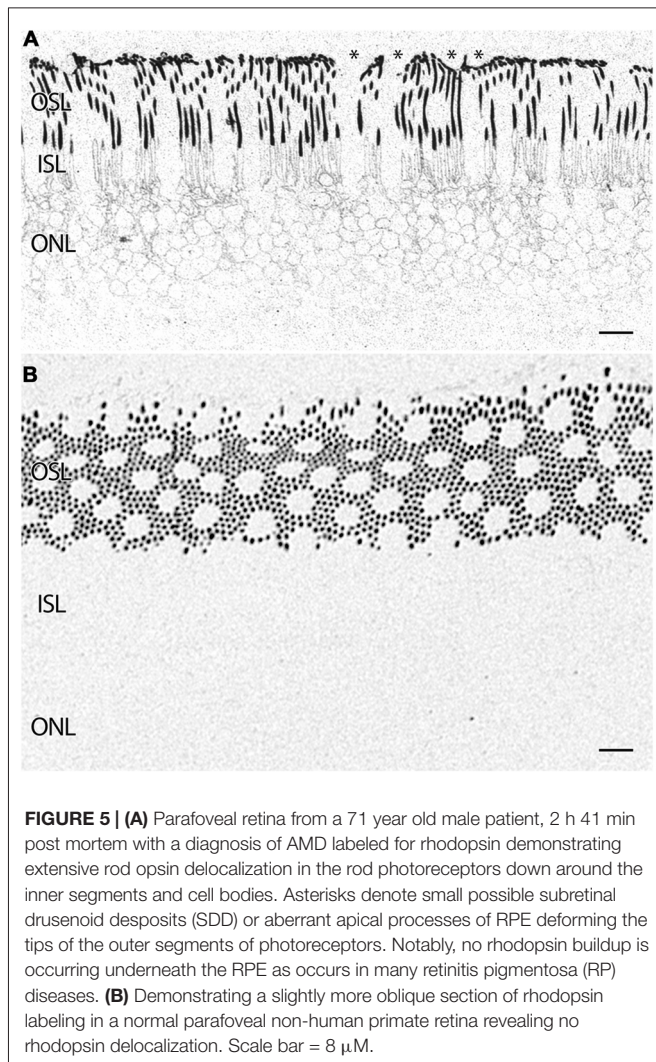 A
* * * *
OSL
ISL
ONL
B
OSL
ISL
ONL
FIGURE 5 | (A) Parafoveal retina from a 71 year old male patient, 2 h 41 min
post mortem with a diagnosis of AMD labeled for rhodopsin demonstrating
extensive rod opsin delocalization in the rod photoreceptors down around the
inner segments and cell bodies. Asterisks denote small possible subretinal
drusenoid desposits (SDD) or aberrant apical processes of RPE deforming the
tips of the outer segments of photoreceptors. Notably, no rhodopsin buildup is
occurring underneath the RPE as occurs in many retinitis pigmentosa (RP)
diseases. (B) Demonstrating a slightly more oblique section of rhodopsin
labeling in a normal parafoveal non-human primate retina revealing no
rhodopsin delocalization. Scale bar = 8 μM.